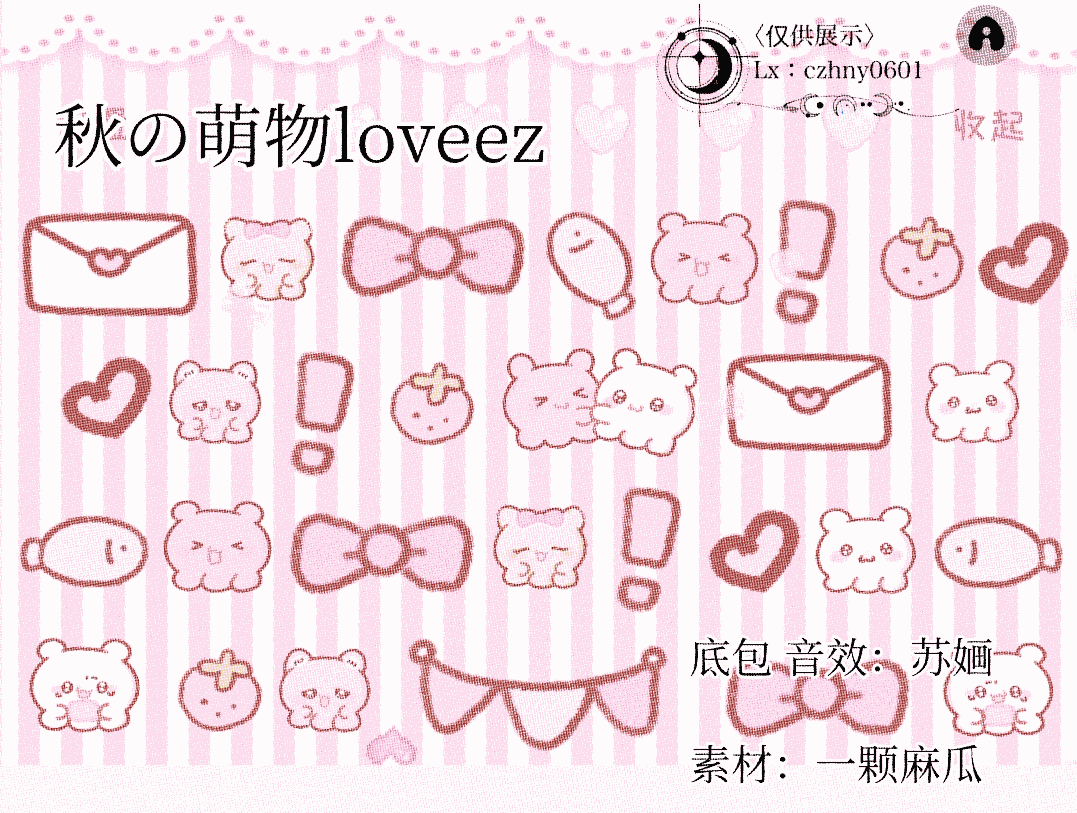 〈仅供展示〉
Lx：czhny0601
秋の萌物loveez
收起
底包 音效：苏婳
素材：一颗麻瓜